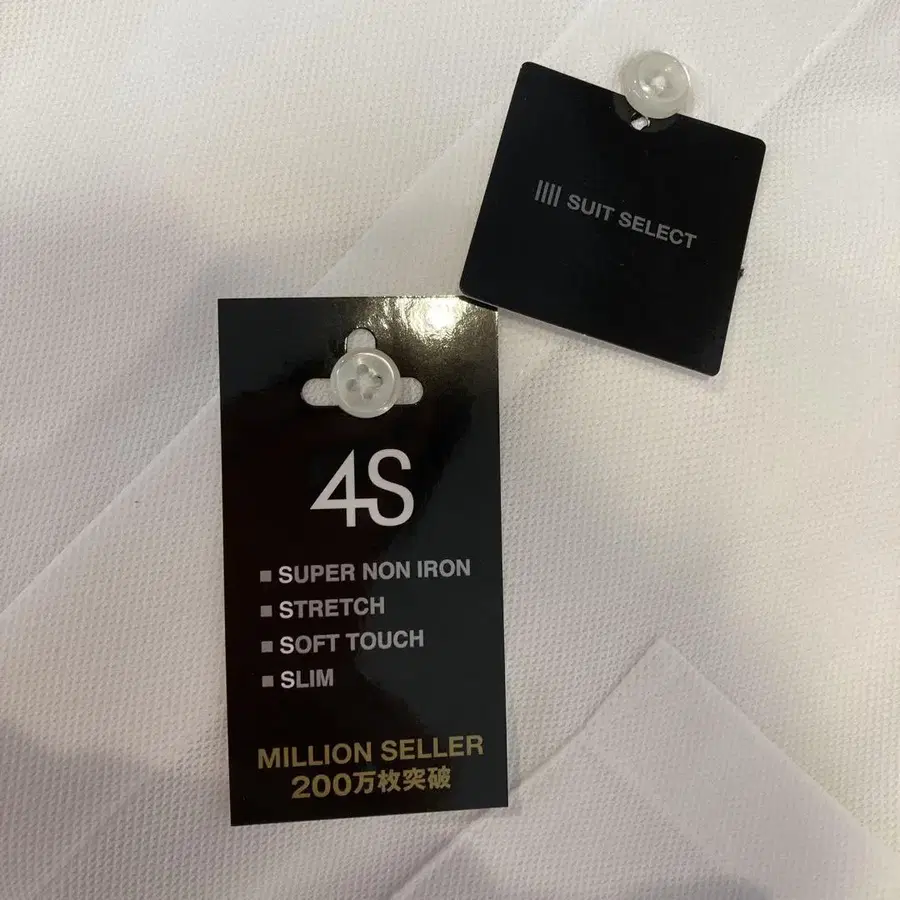 SUIT SELECT
4S
■ SUPER NON IRON
■ STRETCH
■ SOFT TOUCH
■ SLIM
MILLION SELLER
200万枚突破